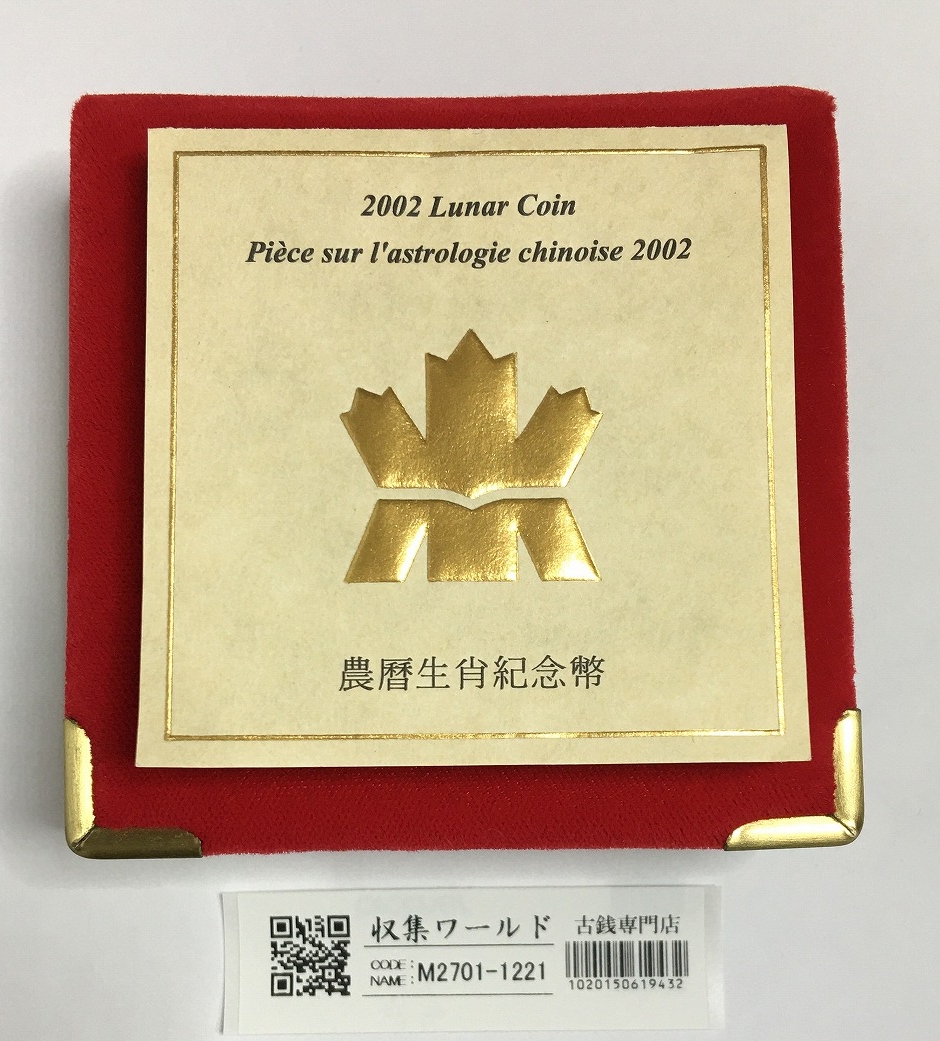 2002 Lunar Coin
Pièce sur l'astrologie chinoise 2002
農曆生肖紀念幣
収集ワールド
古銭専門店
CODE:
NAME:
M2701-1221
1020150619432